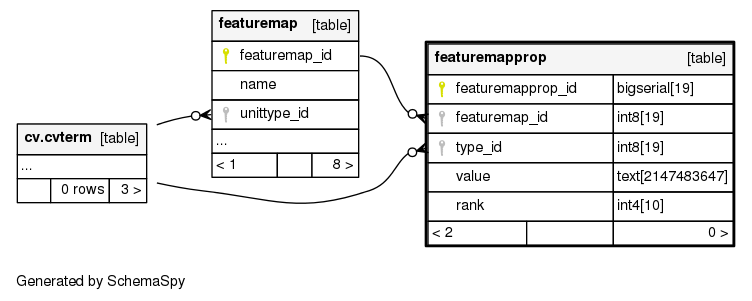 featuremap [table]
featuremap_id
name
unittype_id
...
< 1 8 >
featuremapprop [table]
featuremapprop_id bigserial[19]
featuremap_id int8[19]
type_id int8[19]
value text[2147483647]
rank int4[10]
< 2 0 >
cv.cvterm [table]
...
0 rows 3 >
Generated by SchemaSpy